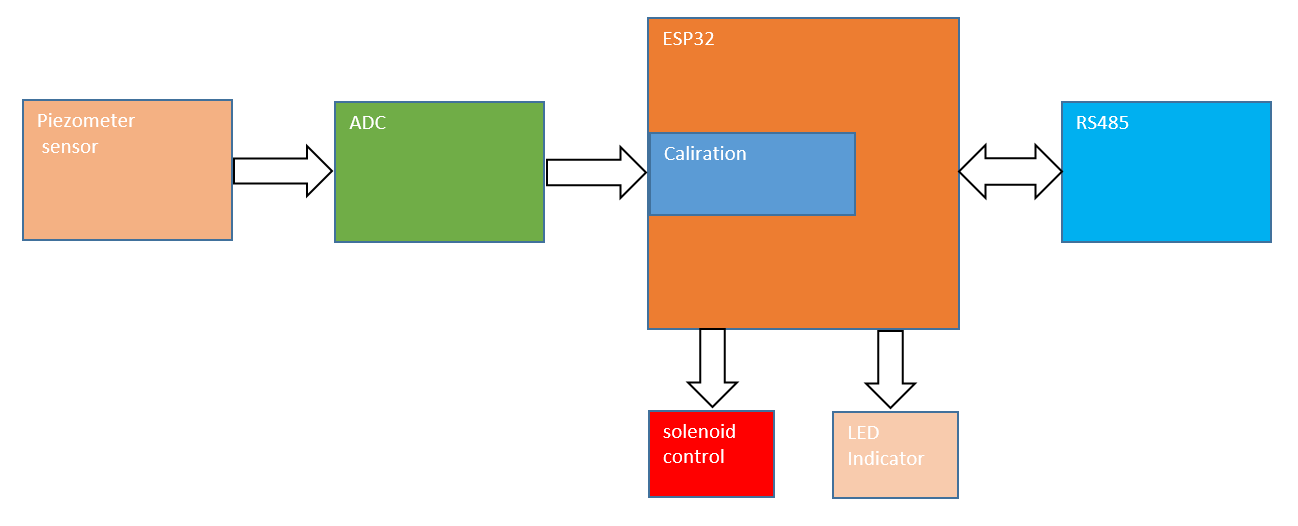 Piezometer
sensor
ADC
ESP32
Caliration
RS485
solenoid
control
LED
Indicator